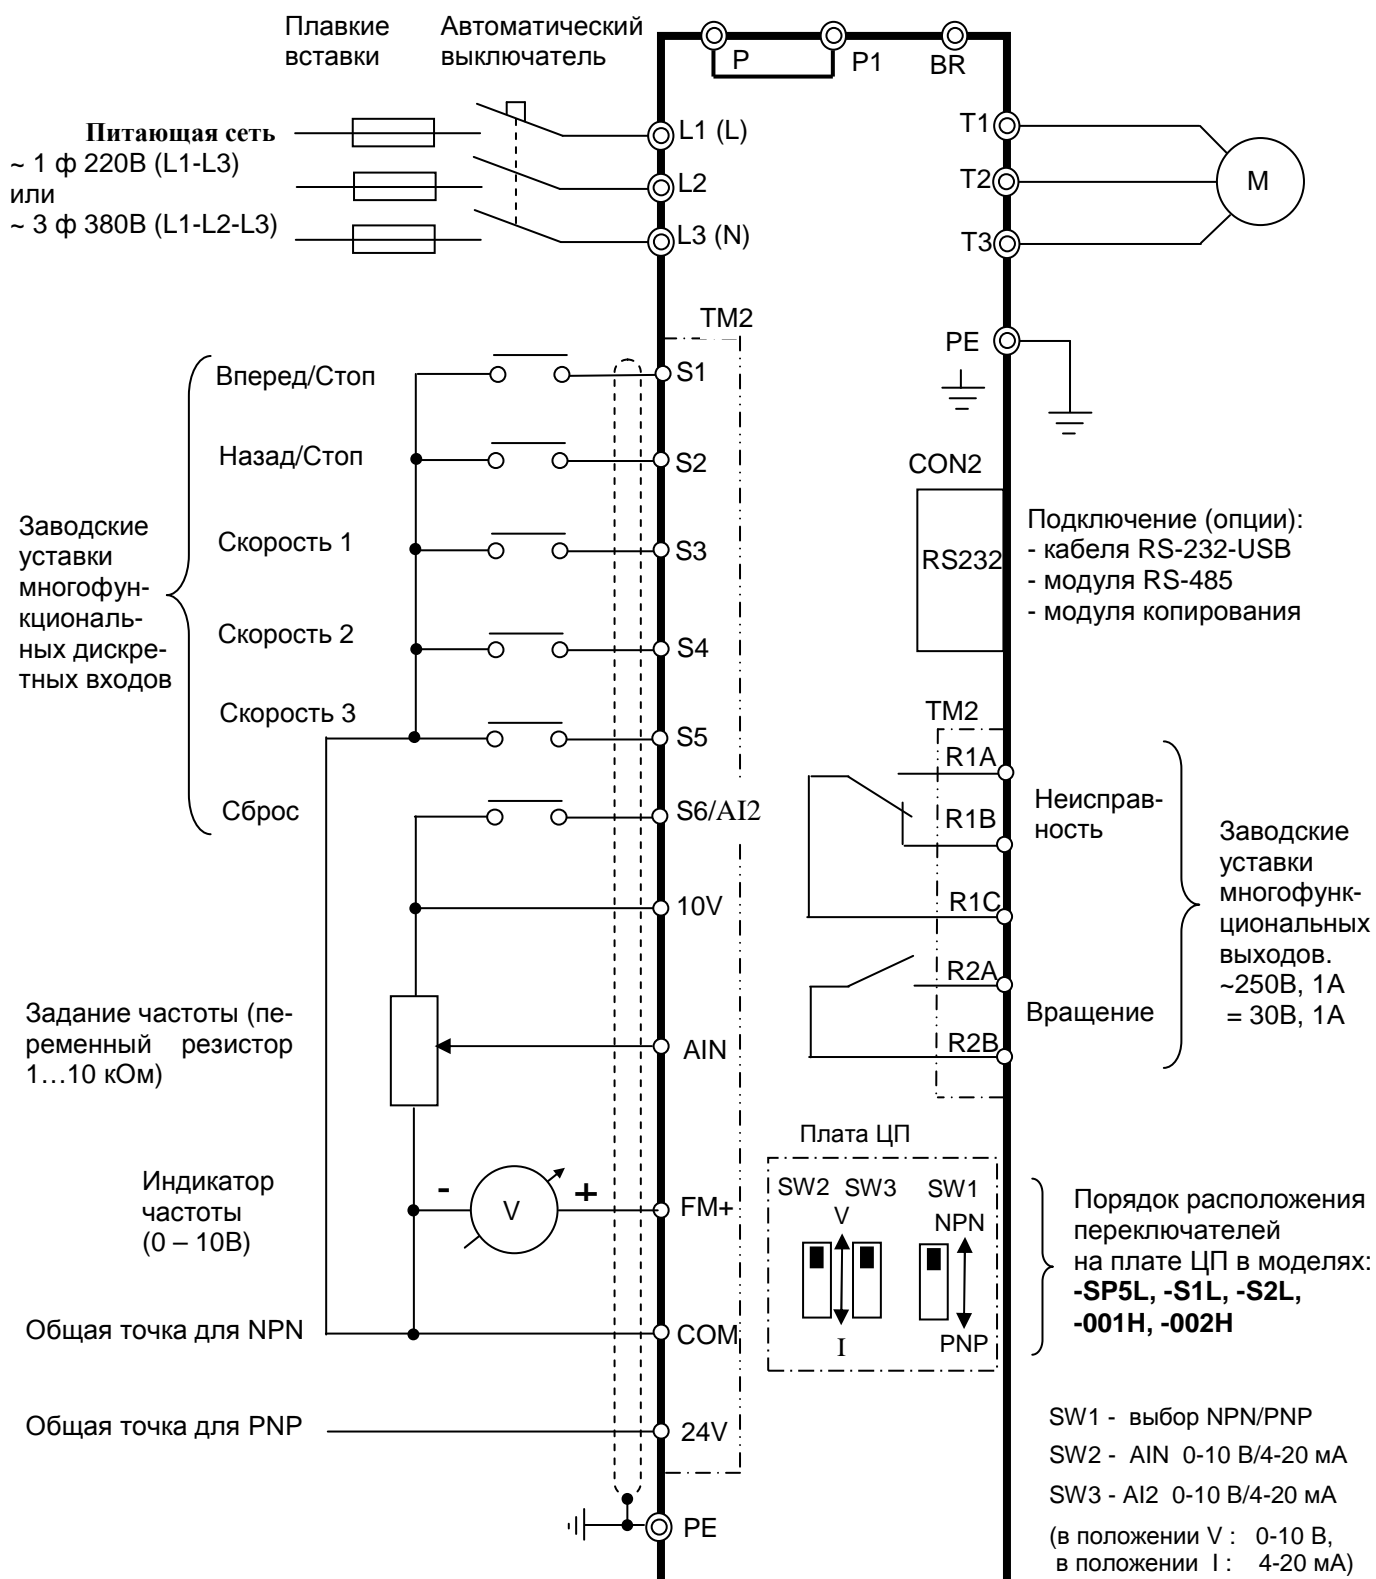 Плавкие
вставки
Автоматический
выключатель
P
P1
BR
Питающая сеть
~ 1 ф 220В (L1-L3)
или
~ 3 ф 380В (L1-L2-L3)
L1 (L)
L2
L3 (N)
T1
T2
T3
M
TM2
PE
Вперед/Стоп
S1
Назад/Стоп
S2
Скорость 1
S3
Скорость 2
S4
Скорость 3
S5
Сброс
S6/AI2
Заводские
уставки
многофун-
кциональ-
ных дискре-
тных входов
CON2
RS232
Подключение (опции):
- кабеля RS-232-USB
- модуля RS-485
- модуля копирования
TM2
R1A
R1B
R1C
R2A
R2B
Неисправ-
ность
Вращение
Заводские
уставки
многофунк-
циональных
выходов.
~250В, 1А
= 30В, 1А
10V
Задание частоты (пе-
ременный резистор
1...10 кОм)
AIN
Индикатор
частоты
(0 – 10В)
-
V
+
FM+
Общая точка для NPN
COM
Общая точка для PNP
24V
PE
Плата ЦП
SW2 SW3 SW1
V
NPN
I
PNP
Порядок расположения
переключателей
на плате ЦП в моделях:
-SP5L, -S1L, -S2L,
-001H, -002H
SW1 - выбор NPN/PNP
SW2 - AIN 0-10 В/4-20 мА
SW3 - AI2 0-10 В/4-20 мА
(в положении V : 0-10 В,
в положении I : 4-20 мА)